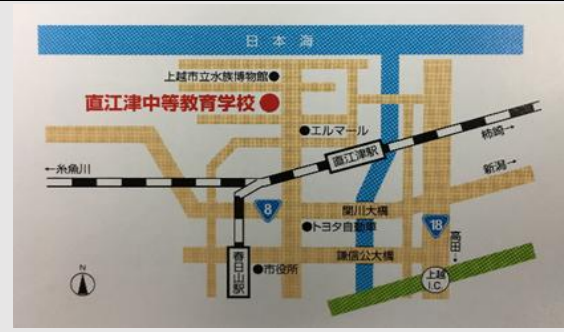 日本海
上越市立水族博物館
直江津中等教育学校
エルマール
直江津駅
柿崎→
←糸魚川
新潟→
8
関川大橋
トヨタ自動車
18
高田→
謙信公大橋
春日山駅
市役所
上越
I.C.
N